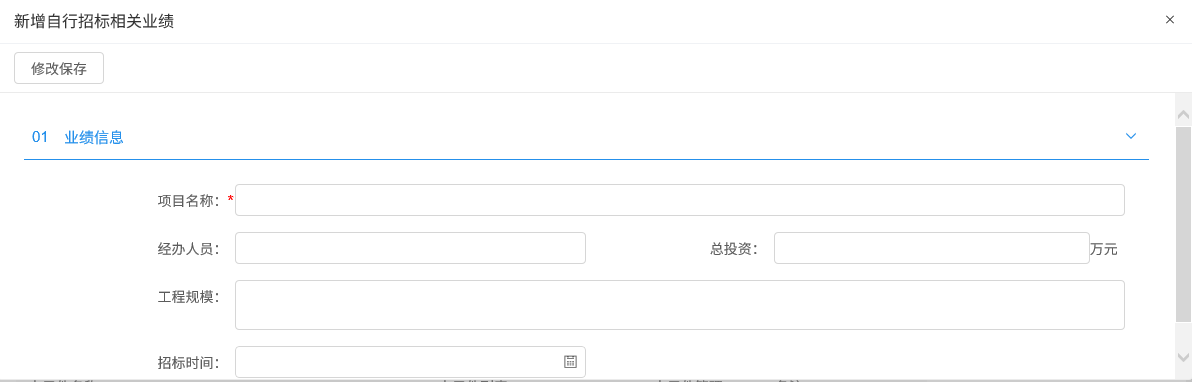 新增自行招标相关业绩 ×
修改保存
01 业绩信息
项目名称：*
经办人员： 总投资： 万元
工程规模：
招标时间：